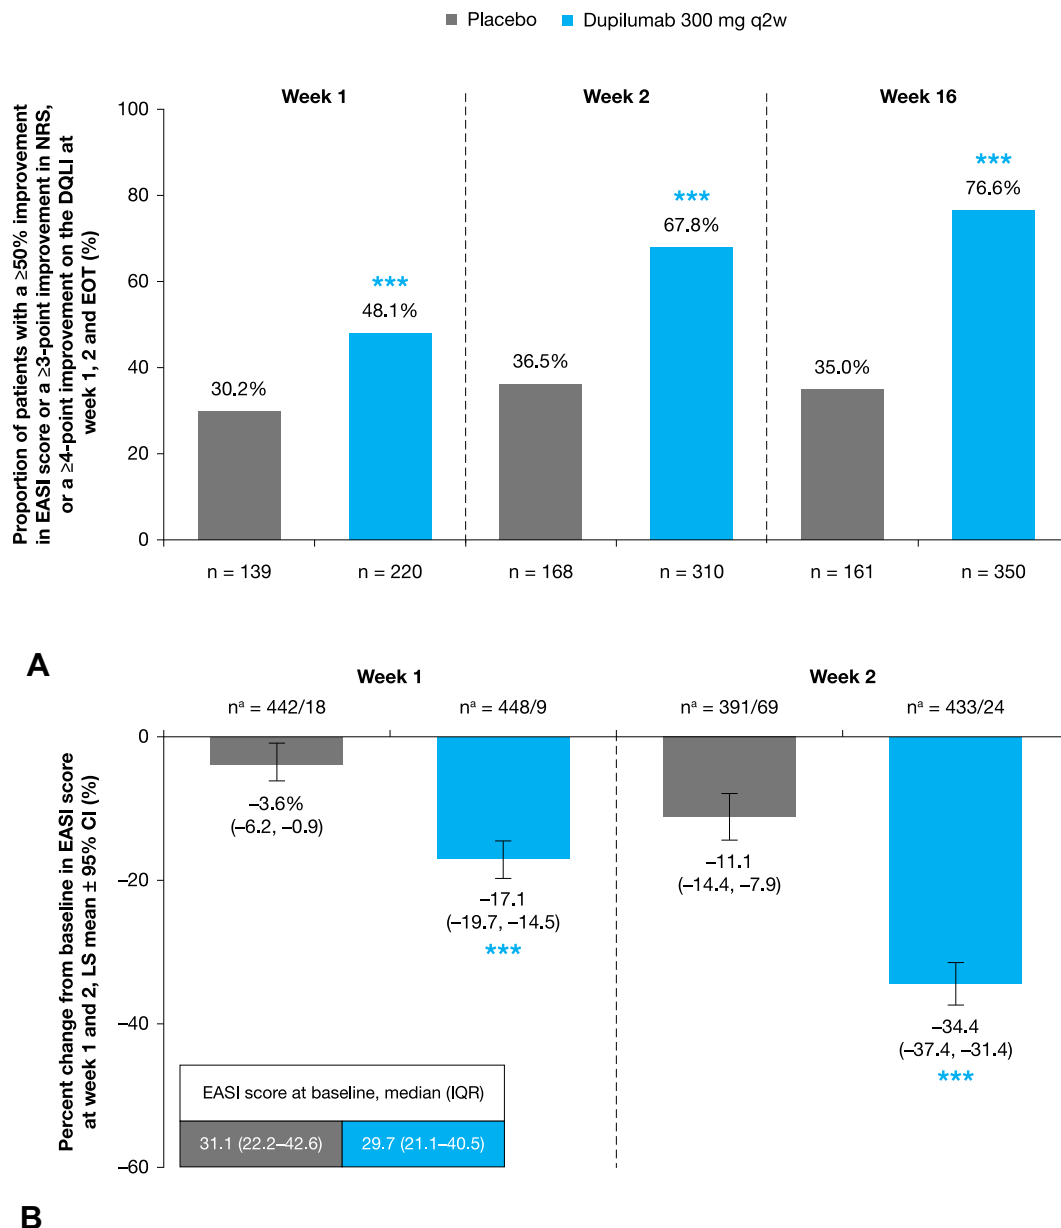 Placebo Dupilumab 300 mg q2w
Proportion of patients with a ≥50% improvement
in EASI score or a ≥3-point improvement in NRS,
or a ≥4-point improvement on the DQLI at
week 1, 2 and EOT (%)
Week 1 Week 2 Week 16
100
80
60
40
20
0
30.2%
***
48.1%
36.5%
***
67.8%
35.0%
***
76.6%
n = 139 n = 220 n = 168 n = 310 n = 161 n = 350
A
Week 1 Week 2
nᵃ = 442/18 nᵃ = 448/9 nᵃ = 391/69 nᵃ = 433/24
Percent change from baseline in EASI score
at week 1 and 2, LS mean ± 95% CI (%)
0
–20
–40
–60
–3.6%
(–6.2, –0.9)
–17.1
(–19.7, –14.5)
***
–11.1
(–14.4, –7.9)
–34.4
(–37.4, –31.4)
***
EASI score at baseline, median (IQR)
31.1 (22.2–42.6) 29.7 (21.1–40.5)
B